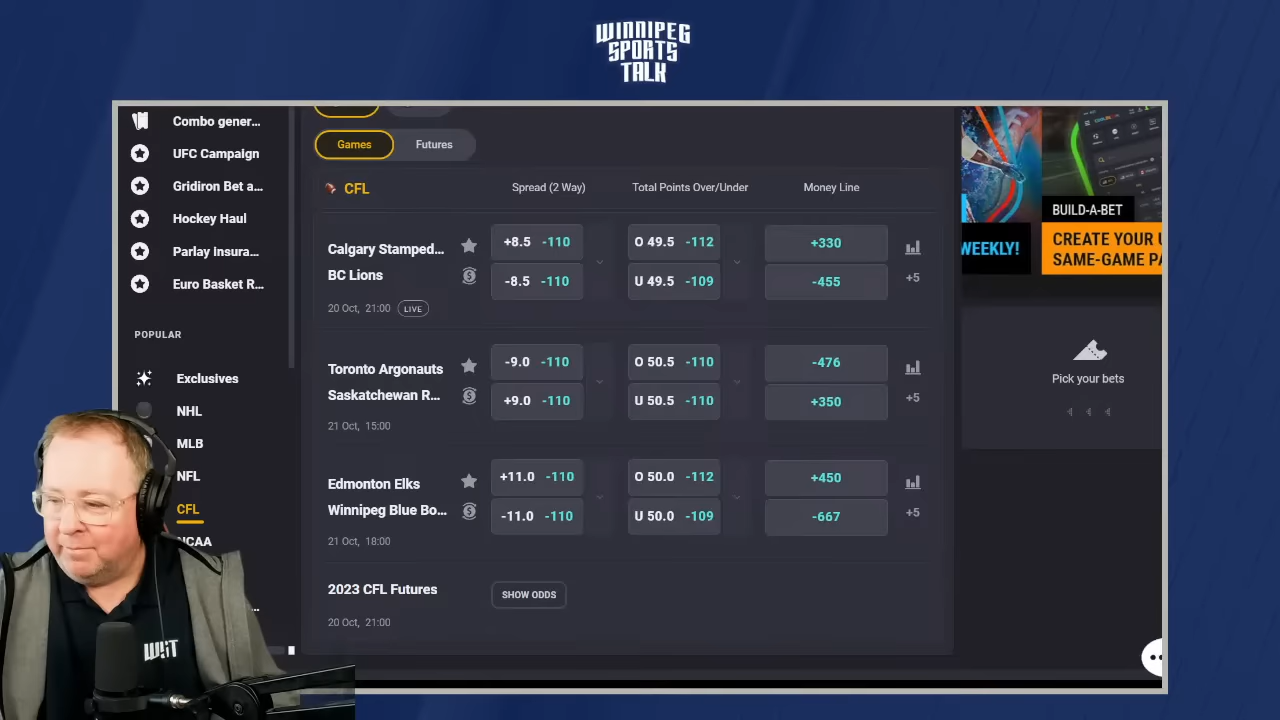 WINNIPEG
SPORTS
TALK
Combo gener...
UFC Campaign
Gridiron Bet a...
Hockey Haul
Parlay Insura...
Euro Basket R...
POPULAR
Exclusives
NHL
MLB
NFL
CFL
NCAA
Games Futures
CFL Spread (2 Way) Total Points Over/Under Money Line
Calgary Stamped... +8.5 -110 O 49.5 -112 +330
BC Lions -8.5 -110 U 49.5 -109 -455 +5
20 Oct, 21:00 LIVE
Toronto Argonauts -9.0 -110 O 50.5 -110 -476
Saskatchewan R... +9.0 -110 U 50.5 -110 +350 +5
21 Oct, 15:00
Edmonton Elks +11.0 -110 O 50.0 -112 +450
Winnipeg Blue Bo... -11.0 -110 U 50.0 -109 -667 +5
21 Oct, 18:00
2023 CFL Futures SHOW ODDS
20 Oct, 21:00
WEEKLY!
BUILD-A-BET
CREATE YOUR
SAME-GAME
Pick your bets
WST